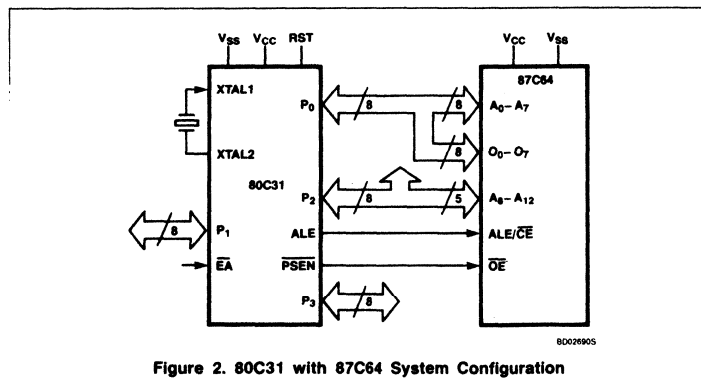 VSS VCC RST
VCC VSS
XTAL1
XTAL2
80C31
P0
P2
P1
ALE
EA
PSEN
P3
8
8
8
8
5
8
8
87C64
A0–A7
O0–O7
A8–A12
ALE/CE
OE
BD02690S
Figure 2. 80C31 with 87C64 System Configuration